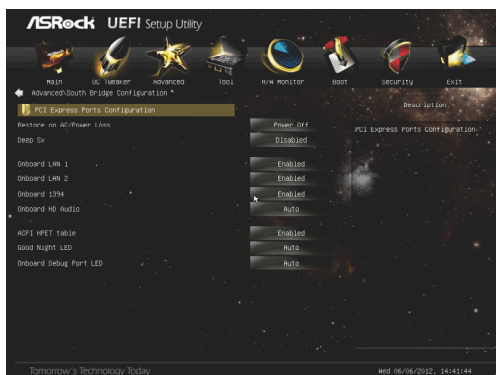 ASRock UEFI Setup Utility
Main OC Tweaker Advanced Tool H/W Monitor Boot Security Exit
Advanced\South Bridge Configuration *
Description
PCI Express Ports Configuration
PCI Express Ports Configuration
Restore on AC/Power Loss Power Off
Deep Sx Disabled
Onboard LAN 1 Enabled
Onboard LAN 2 Enabled
Onboard 1394 Enabled
Onboard HD Audio Auto
ACPI HPET table Enabled
Good Night LED Auto
Onboard Debug Port LED Auto
Tomorrow's Technology Today Wed 06/06/2012, 14:41:44